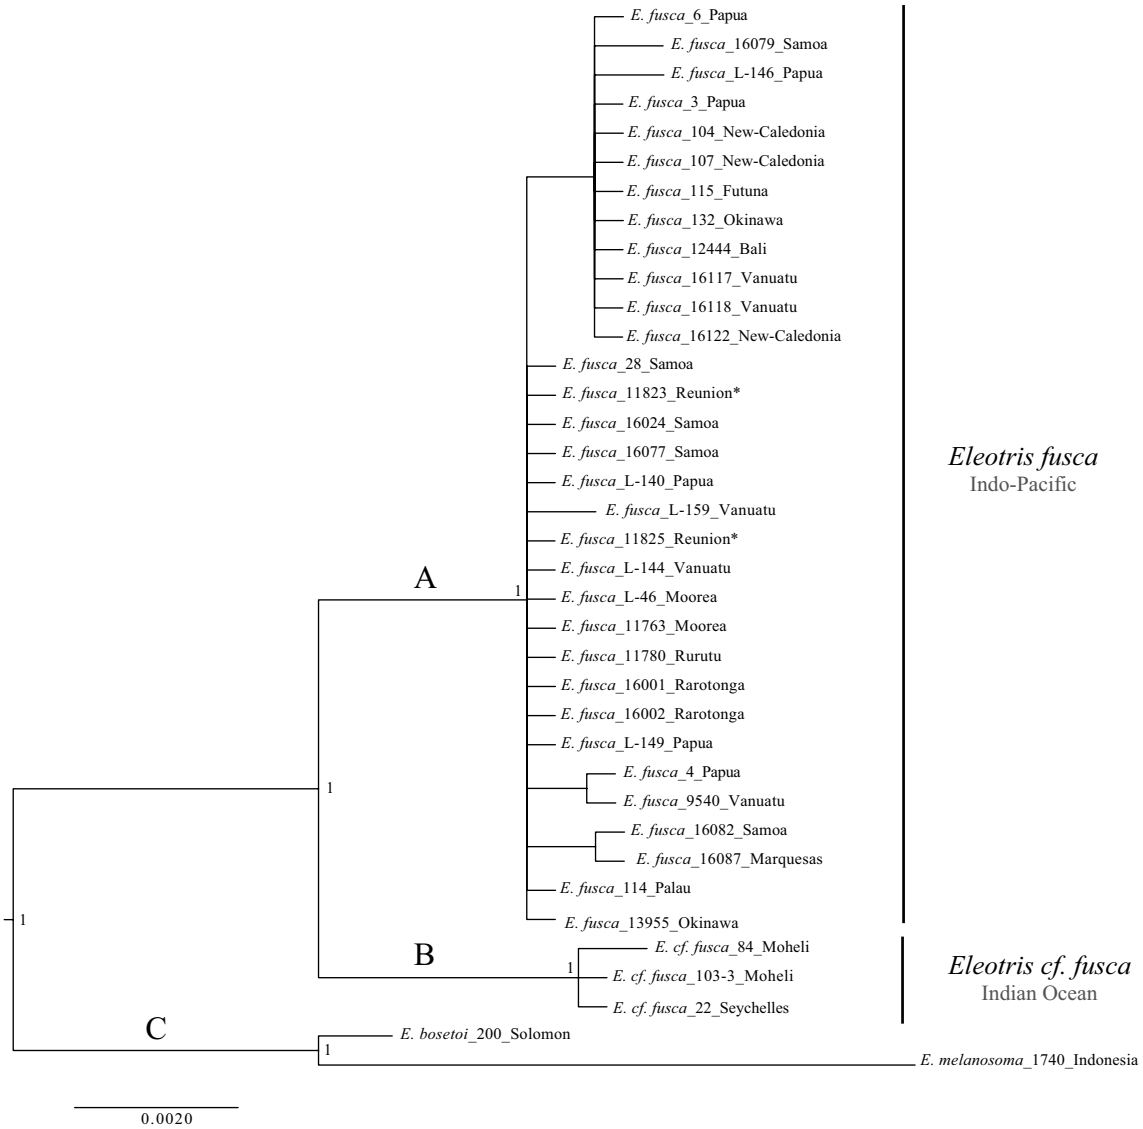 E. fusca_6_Papua
E. fusca_16079_Samoa
E. fusca_L-146_Papua
E. fusca_3_Papua
E. fusca_104_New-Caledonia
E. fusca_107_New-Caledonia
E. fusca_115_Futuna
E. fusca_132_Okinawa
E. fusca_12444_Bali
E. fusca_16117_Vanuatu
E. fusca_16118_Vanuatu
E. fusca_16122_New-Caledonia
E. fusca_28_Samoa
E. fusca_11823_Reunion*
E. fusca_16024_Samoa
E. fusca_16077_Samoa
E. fusca_L-140_Papua
E. fusca_L-159_Vanuatu
E. fusca_11825_Reunion*
E. fusca_L-144_Vanuatu
E. fusca_L-46_Moorea
E. fusca_11763_Moorea
E. fusca_11780_Rurutu
E. fusca_16001_Rarotonga
E. fusca_16002_Rarotonga
E. fusca_L-149_Papua
E. fusca_4_Papua
E. fusca_9540_Vanuatu
E. fusca_16082_Samoa
E. fusca_16087_Marquesas
E. fusca_114_Palau
E. fusca_13955_Okinawa
Eleotris fusca
Indo-Pacific
A
1
1
1
B
1
E. cf. fusca_84_Moheli
E. cf. fusca_103-3_Moheli
E. cf. fusca_22_Seychelles
Eleotris cf. fusca
Indian Ocean
C
1
E. bosetoi_200_Solomon
E. melanosoma_1740_Indonesia
0.0020